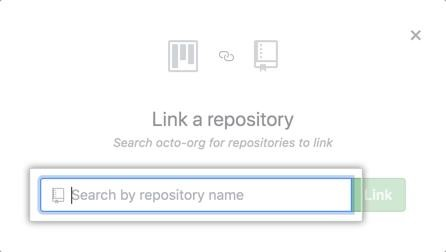 Link a repository
Search octo-org for repositories to link
Search by repository name
Link